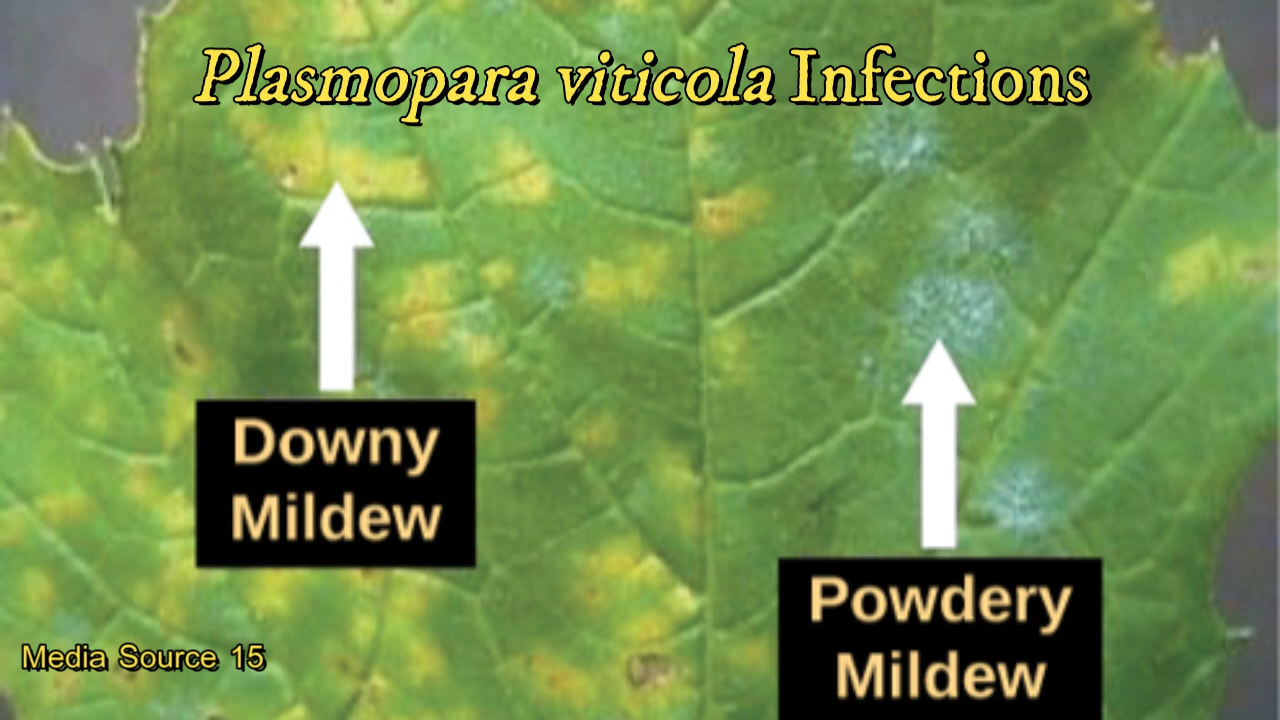 Plasmopara viticola Infections
Downy
Mildew
Powdery
Mildew
Media Source 15